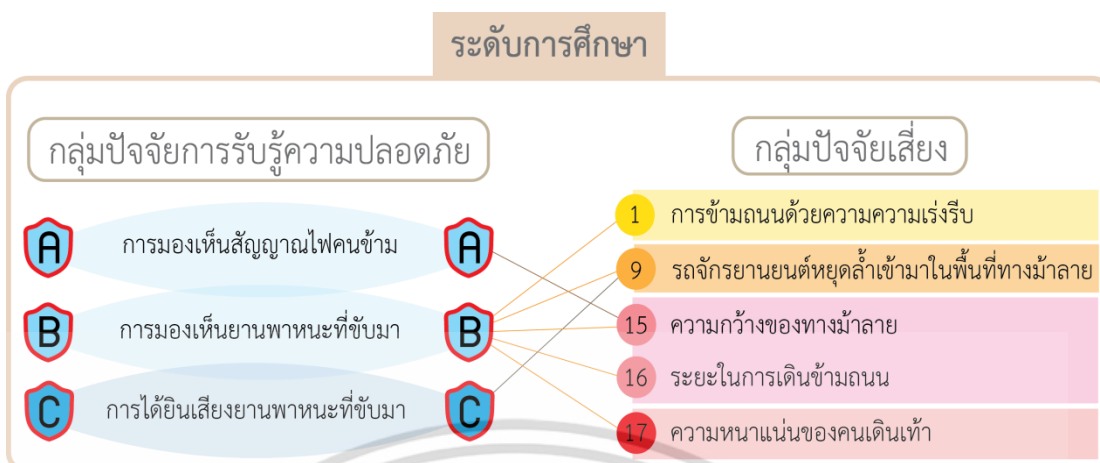 ระดับการศึกษา
กลุ่มปัจจัยการรับรู้ความปลอดภัย
กลุ่มปัจจัยเสี่ยง
A การมองเห็นสัญญาณไฟคนข้าม A
B การมองเห็นยานพาหนะที่ขับมา B
C การได้ยินเสียงยานพาหนะที่ขับมา C
1 การข้ามถนนด้วยความความเร่งรีบ
9 รถจักรยานยนต์หยุดล้ำเข้ามาในพื้นที่ทางม้าลาย
15 ความกว้างของทางม้าลาย
16 ระยะในการเดินข้ามถนน
17 ความหนาแน่นของคนเดินเท้า